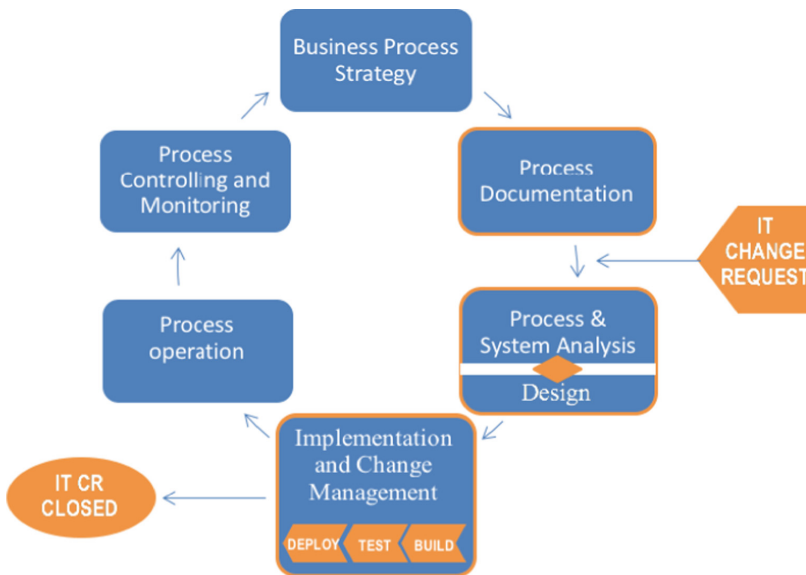 Business Process
Strategy
Process
Controlling and
Monitoring
Process
Documentation
IT
CHANGE
REQUEST
Process &
System Analysis
Design
Process
operation
Implementation
and Change
Management
DEPLOY
TEST
BUILD
IT CR
CLOSED